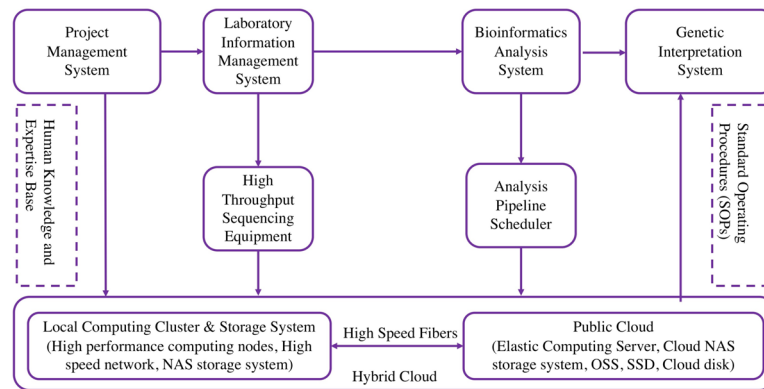 Project
Management
System
Laboratory
Information
Management
System
Bioinformatics
Analysis
System
Genetic
Interpretation
System
Human Knowledge and
Expertise Base
High
Throughput
Sequencing
Equipment
Analysis
Pipeline
Scheduler
Standard Operating
Procedures (SOPs)
Local Computing Cluster & Storage System
(High performance computing nodes, High
speed network, NAS storage system)
High Speed Fibers
Public Cloud
(Elastic Computing Server, Cloud NAS
storage system, OSS, SSD, Cloud disk)
Hybrid Cloud